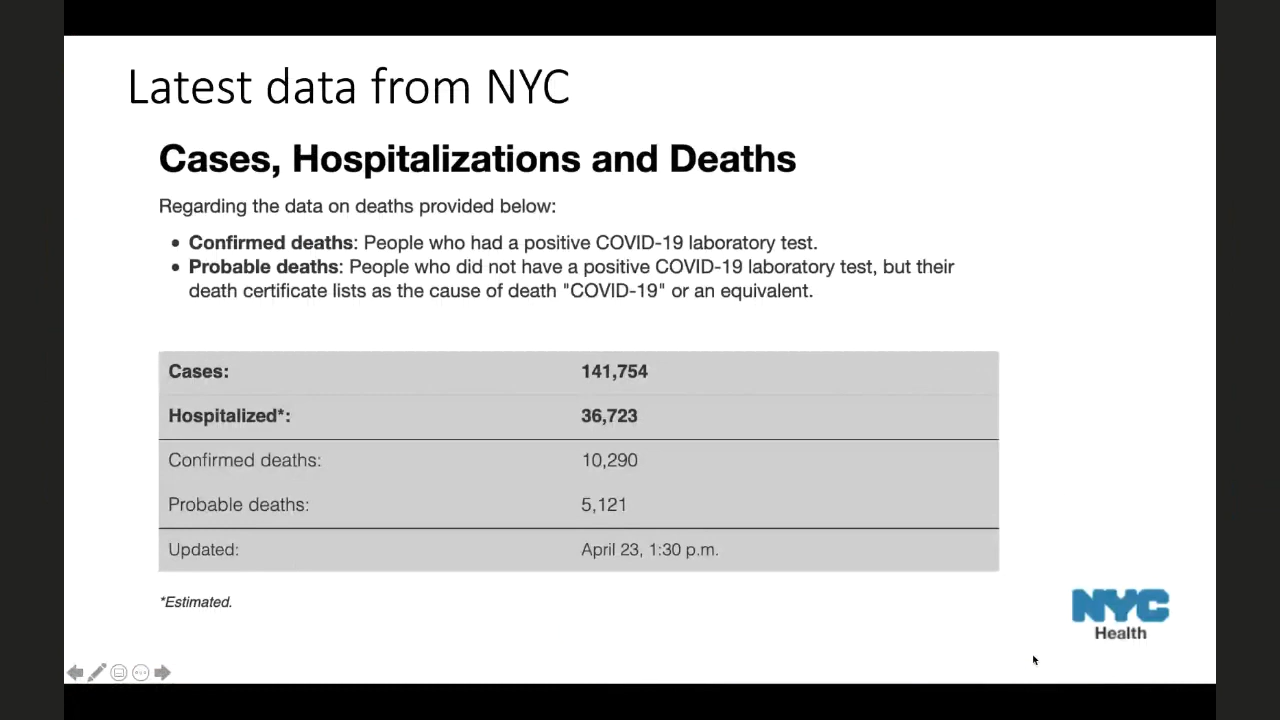 Latest data from NYC
Cases, Hospitalizations and Deaths
Regarding the data on deaths provided below:
• Confirmed deaths: People who had a positive COVID-19 laboratory test.
• Probable deaths: People who did not have a positive COVID-19 laboratory test, but their
death certificate lists as the cause of death "COVID-19" or an equivalent.
Cases: 141,754
Hospitalized*: 36,723
Confirmed deaths: 10,290
Probable deaths: 5,121
Updated: April 23, 1:30 p.m.
*Estimated.
NYC
Health